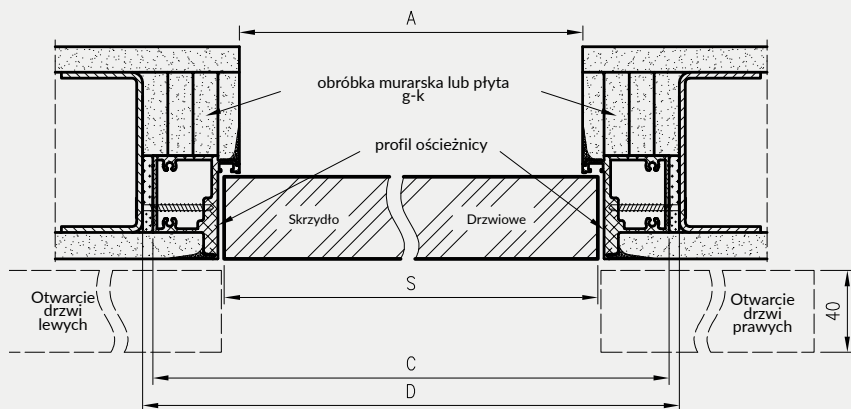 A
obróbka murarska lub płyta
g-k
profil ościeżnicy
Skrzydło
Drzwiowe
S
Otwarcie
drzwi
lewych
Otwarcie
drzwi
prawych
40
C
D